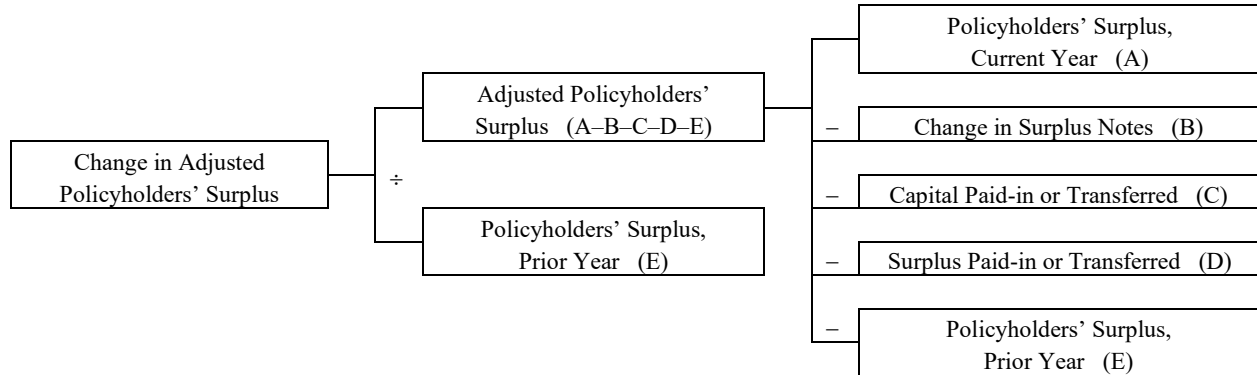 Change in Adjusted
Policyholders’ Surplus
÷
Adjusted Policyholders’
Surplus (A–B–C–D–E)
Policyholders’ Surplus,
Prior Year (E)
Policyholders’ Surplus,
Current Year (A)
–
Change in Surplus Notes (B)
–
Capital Paid-in or Transferred (C)
–
Surplus Paid-in or Transferred (D)
–
Policyholders’ Surplus,
Prior Year (E)